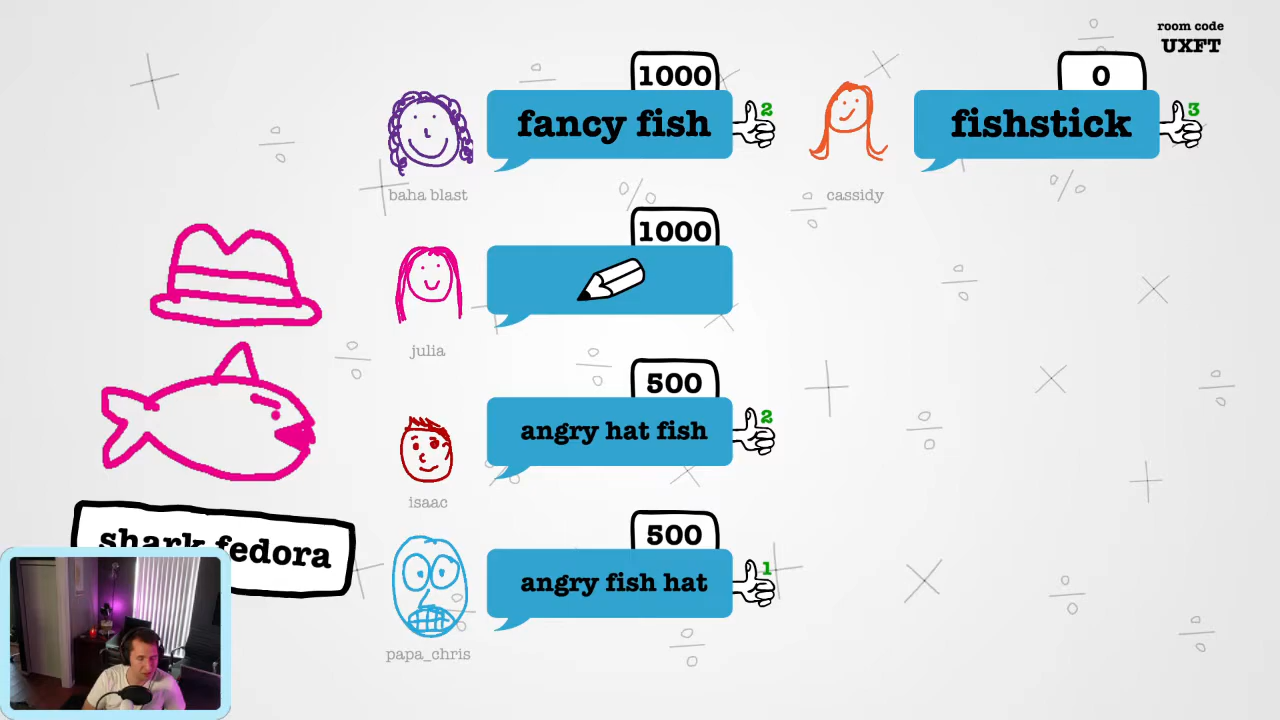 room code
UXFT
1000
fancy fish
2
baha blast
0
fishstick
3
cassidy
1000
julia
500
angry hat fish
2
isaac
500
angry fish hat
1
papa_chris
shark fedora